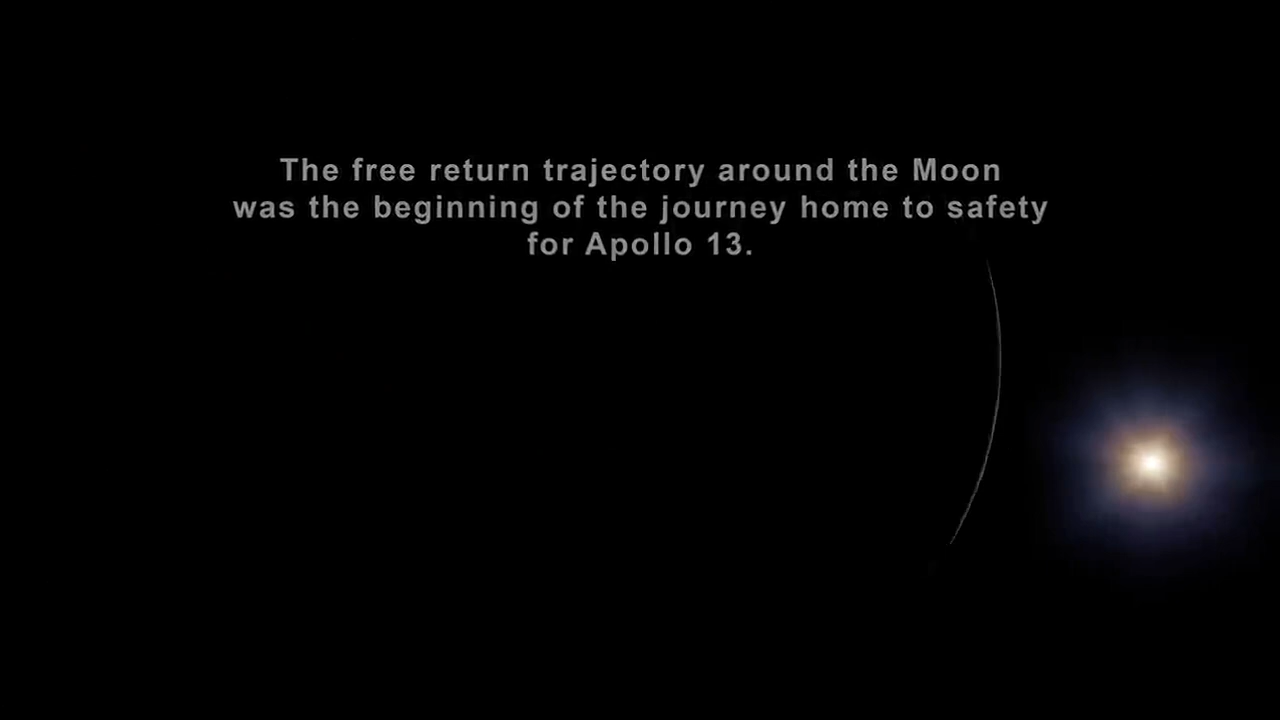 The free return trajectory around the Moon
was the beginning of the journey home to safety
for Apollo 13.